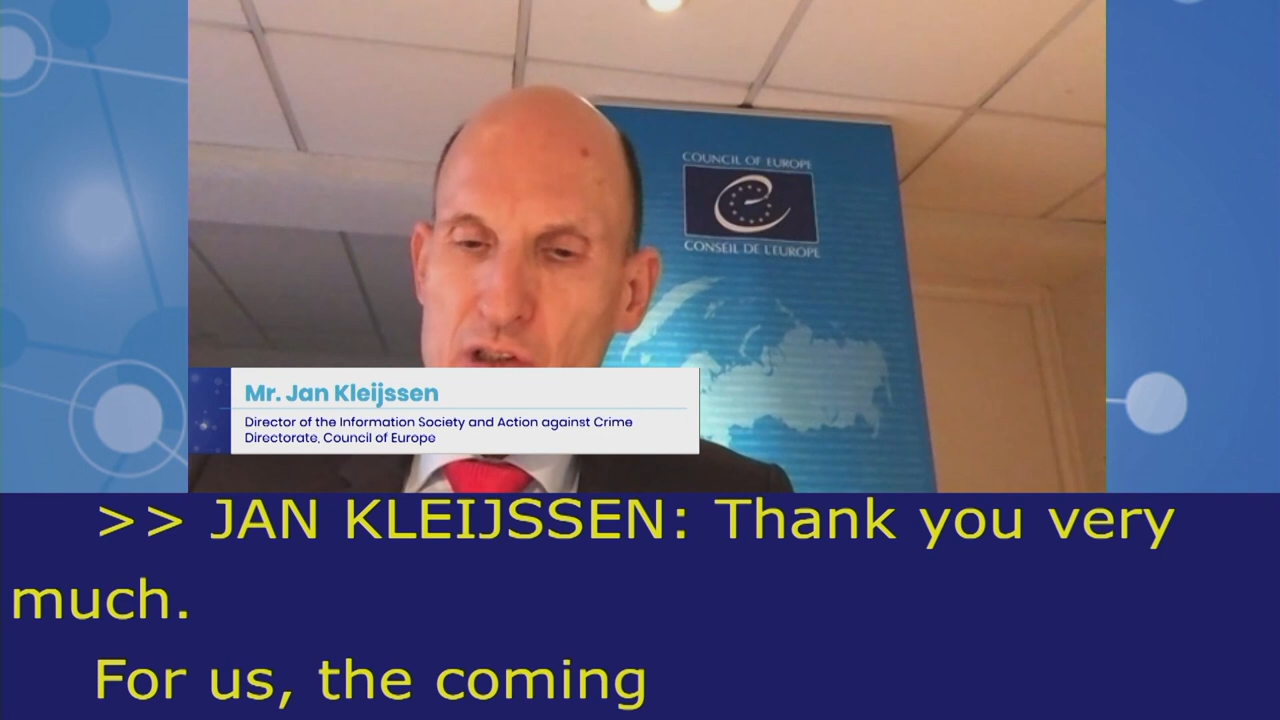 COUNCIL OF EUROPE
CONSEIL DE L'EUROPE
Mr. Jan Kleijssen
Director of the Information Society and Action against Crime
Directorate, Council of Europe
>> JAN KLEIJSSEN: Thank you very
much.
For us, the coming